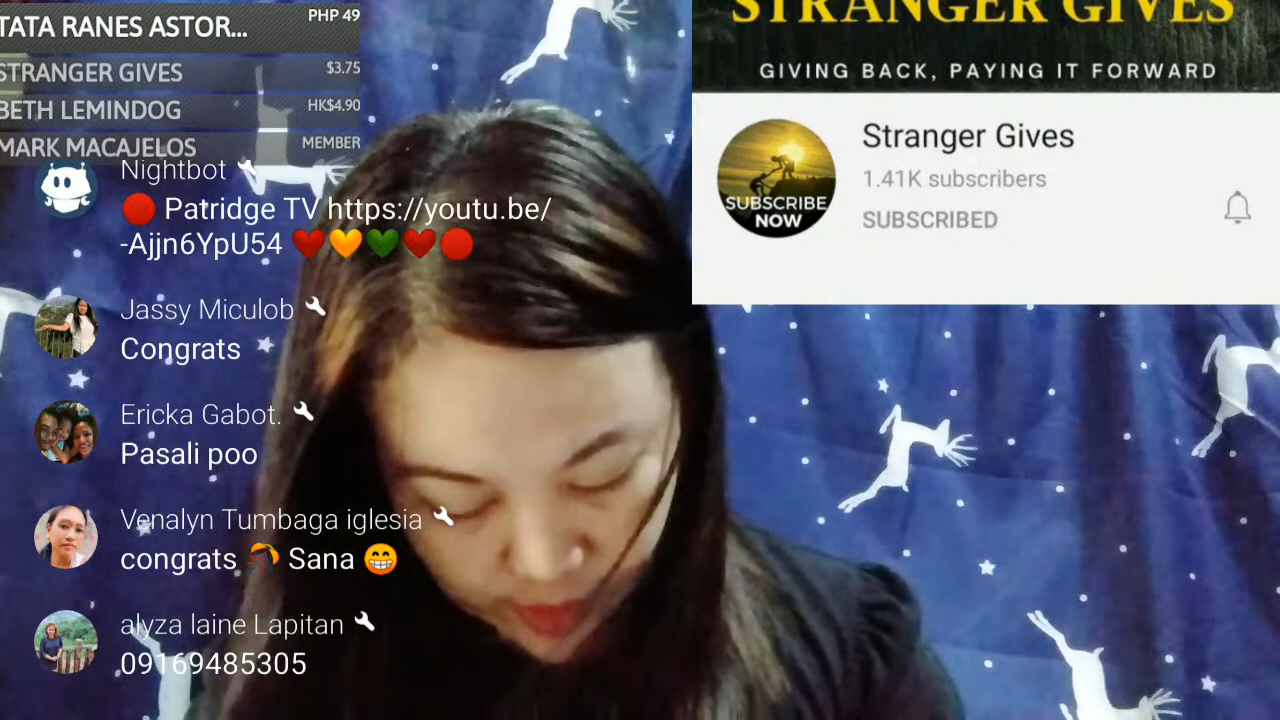 TATA RANES ASTOR... PHP 49
STRANGER GIVES $3.75
BETH LEMINDOG HK$4.90
MARK MACAJELOS MEMBER
Nightbot
🔴 Patridge TV https://youtu.be/
-Ajjn6YpU54 ❤️🧡💚❤️🔴
Jassy Miculob
Congrats
Ericka Gabot.
Pasali poo
Venalyn Tumbaga iglesia
congrats Sana 😁
alyza laine Lapitan
09169485305
STRANGER GIVES
GIVING BACK, PAYING IT FORWARD
SUBSCRIBE
NOW
Stranger Gives
1.41K subscribers
SUBSCRIBED